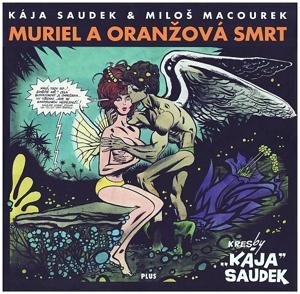 KÁJA SAUDEK & MILOŠ MACOUREK
MURIEL A ORANŽOVÁ SMRT
KRESby
„KÁJA"
SAUDEK
PLUS